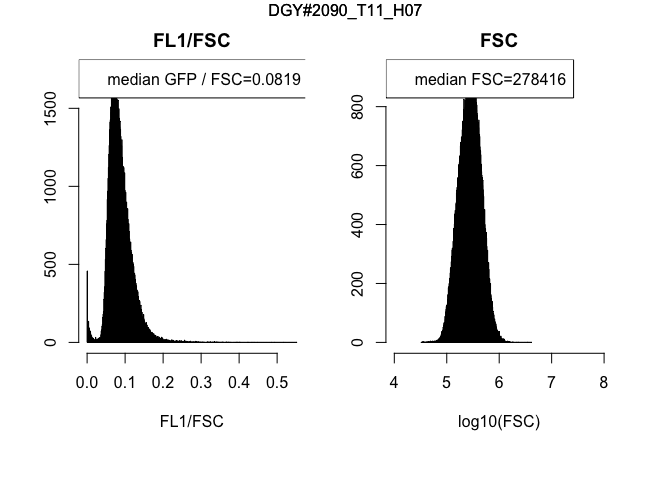 DGY#2090_T11_H07
FL1/FSC
median GFP / FSC=0.0819
1500
1000
500
0
0.0 0.1 0.2 0.3 0.4 0.5
FL1/FSC
FSC
median FSC=278416
800
600
400
200
0
4 5 6 7 8
log10(FSC)